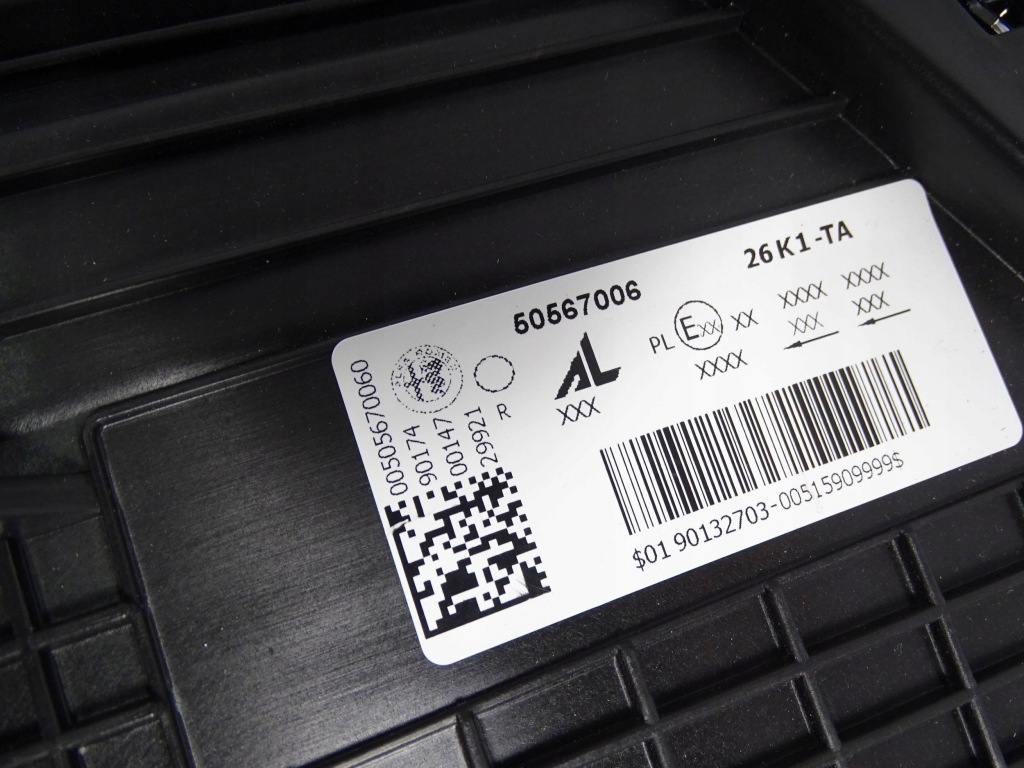 26K1-TA
50567006
PL E XX XX
XXXX
XXXX XXXX
XXX XXX
AL
XXX
R
00505670060
90174
00147
29921
$01 90132703-00515909999$